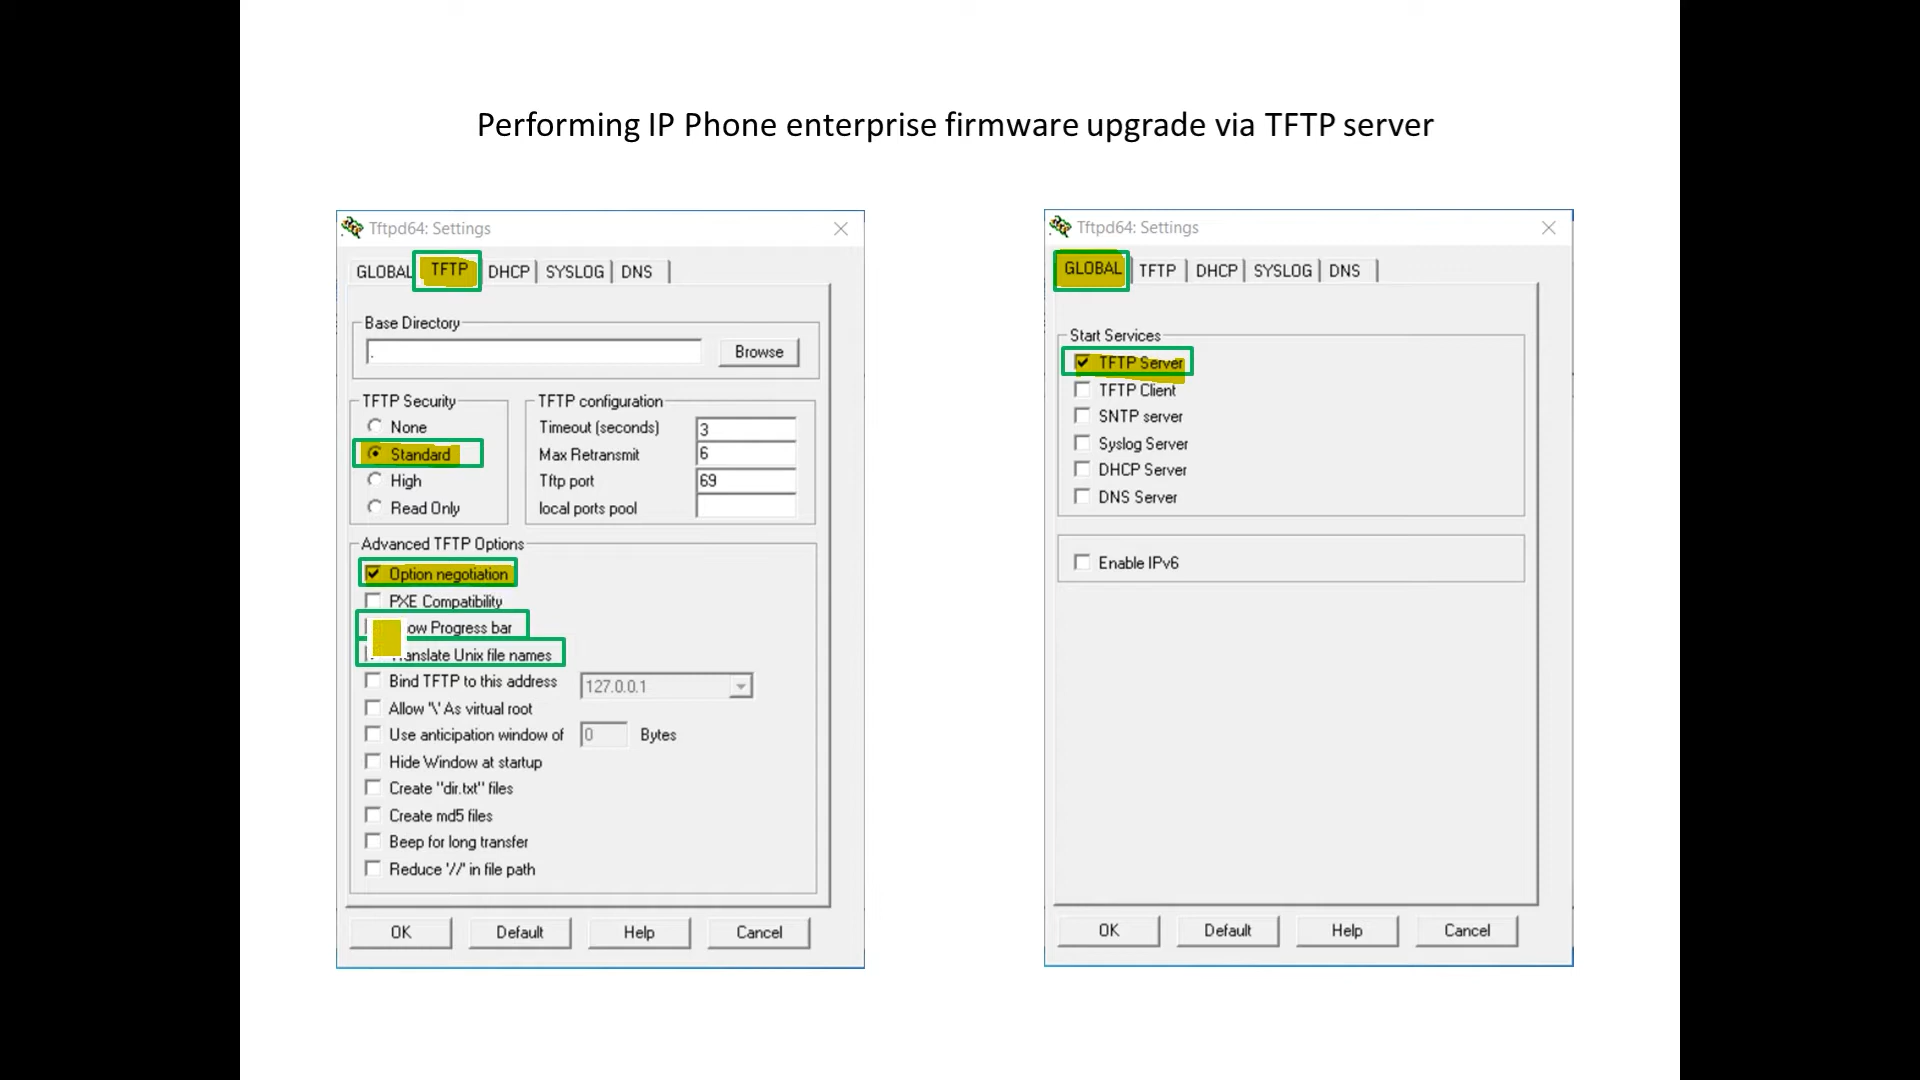 Performing IP Phone enterprise firmware upgrade via TFTP server
Tftpd64: Settings
GLOBAL TFTP DHCP SYSLOG DNS
Base Directory
.
Browse
TFTP Security
None
Standard
High
Read Only
TFTP configuration
Timeout (seconds) 3
Max Retransmit 6
Tftp port 69
local ports pool
Advanced TFTP Options
Option negotiation
PXE Compatibility
ow Progress bar
anslate Unix file names
Bind TFTP to this address 127.0.0.1
Allow '\' As virtual root
Use anticipation window of 0 Bytes
Hide Window at startup
Create "dir.txt" files
Create md5 files
Beep for long transfer
Reduce '//' in file path
OK Default Help Cancel
Tftpd64: Settings
GLOBAL TFTP DHCP SYSLOG DNS
Start Services
TFTP Server
TFTP Client
SNTP server
Syslog Server
DHCP Server
DNS Server
Enable IPv6
OK Default Help Cancel